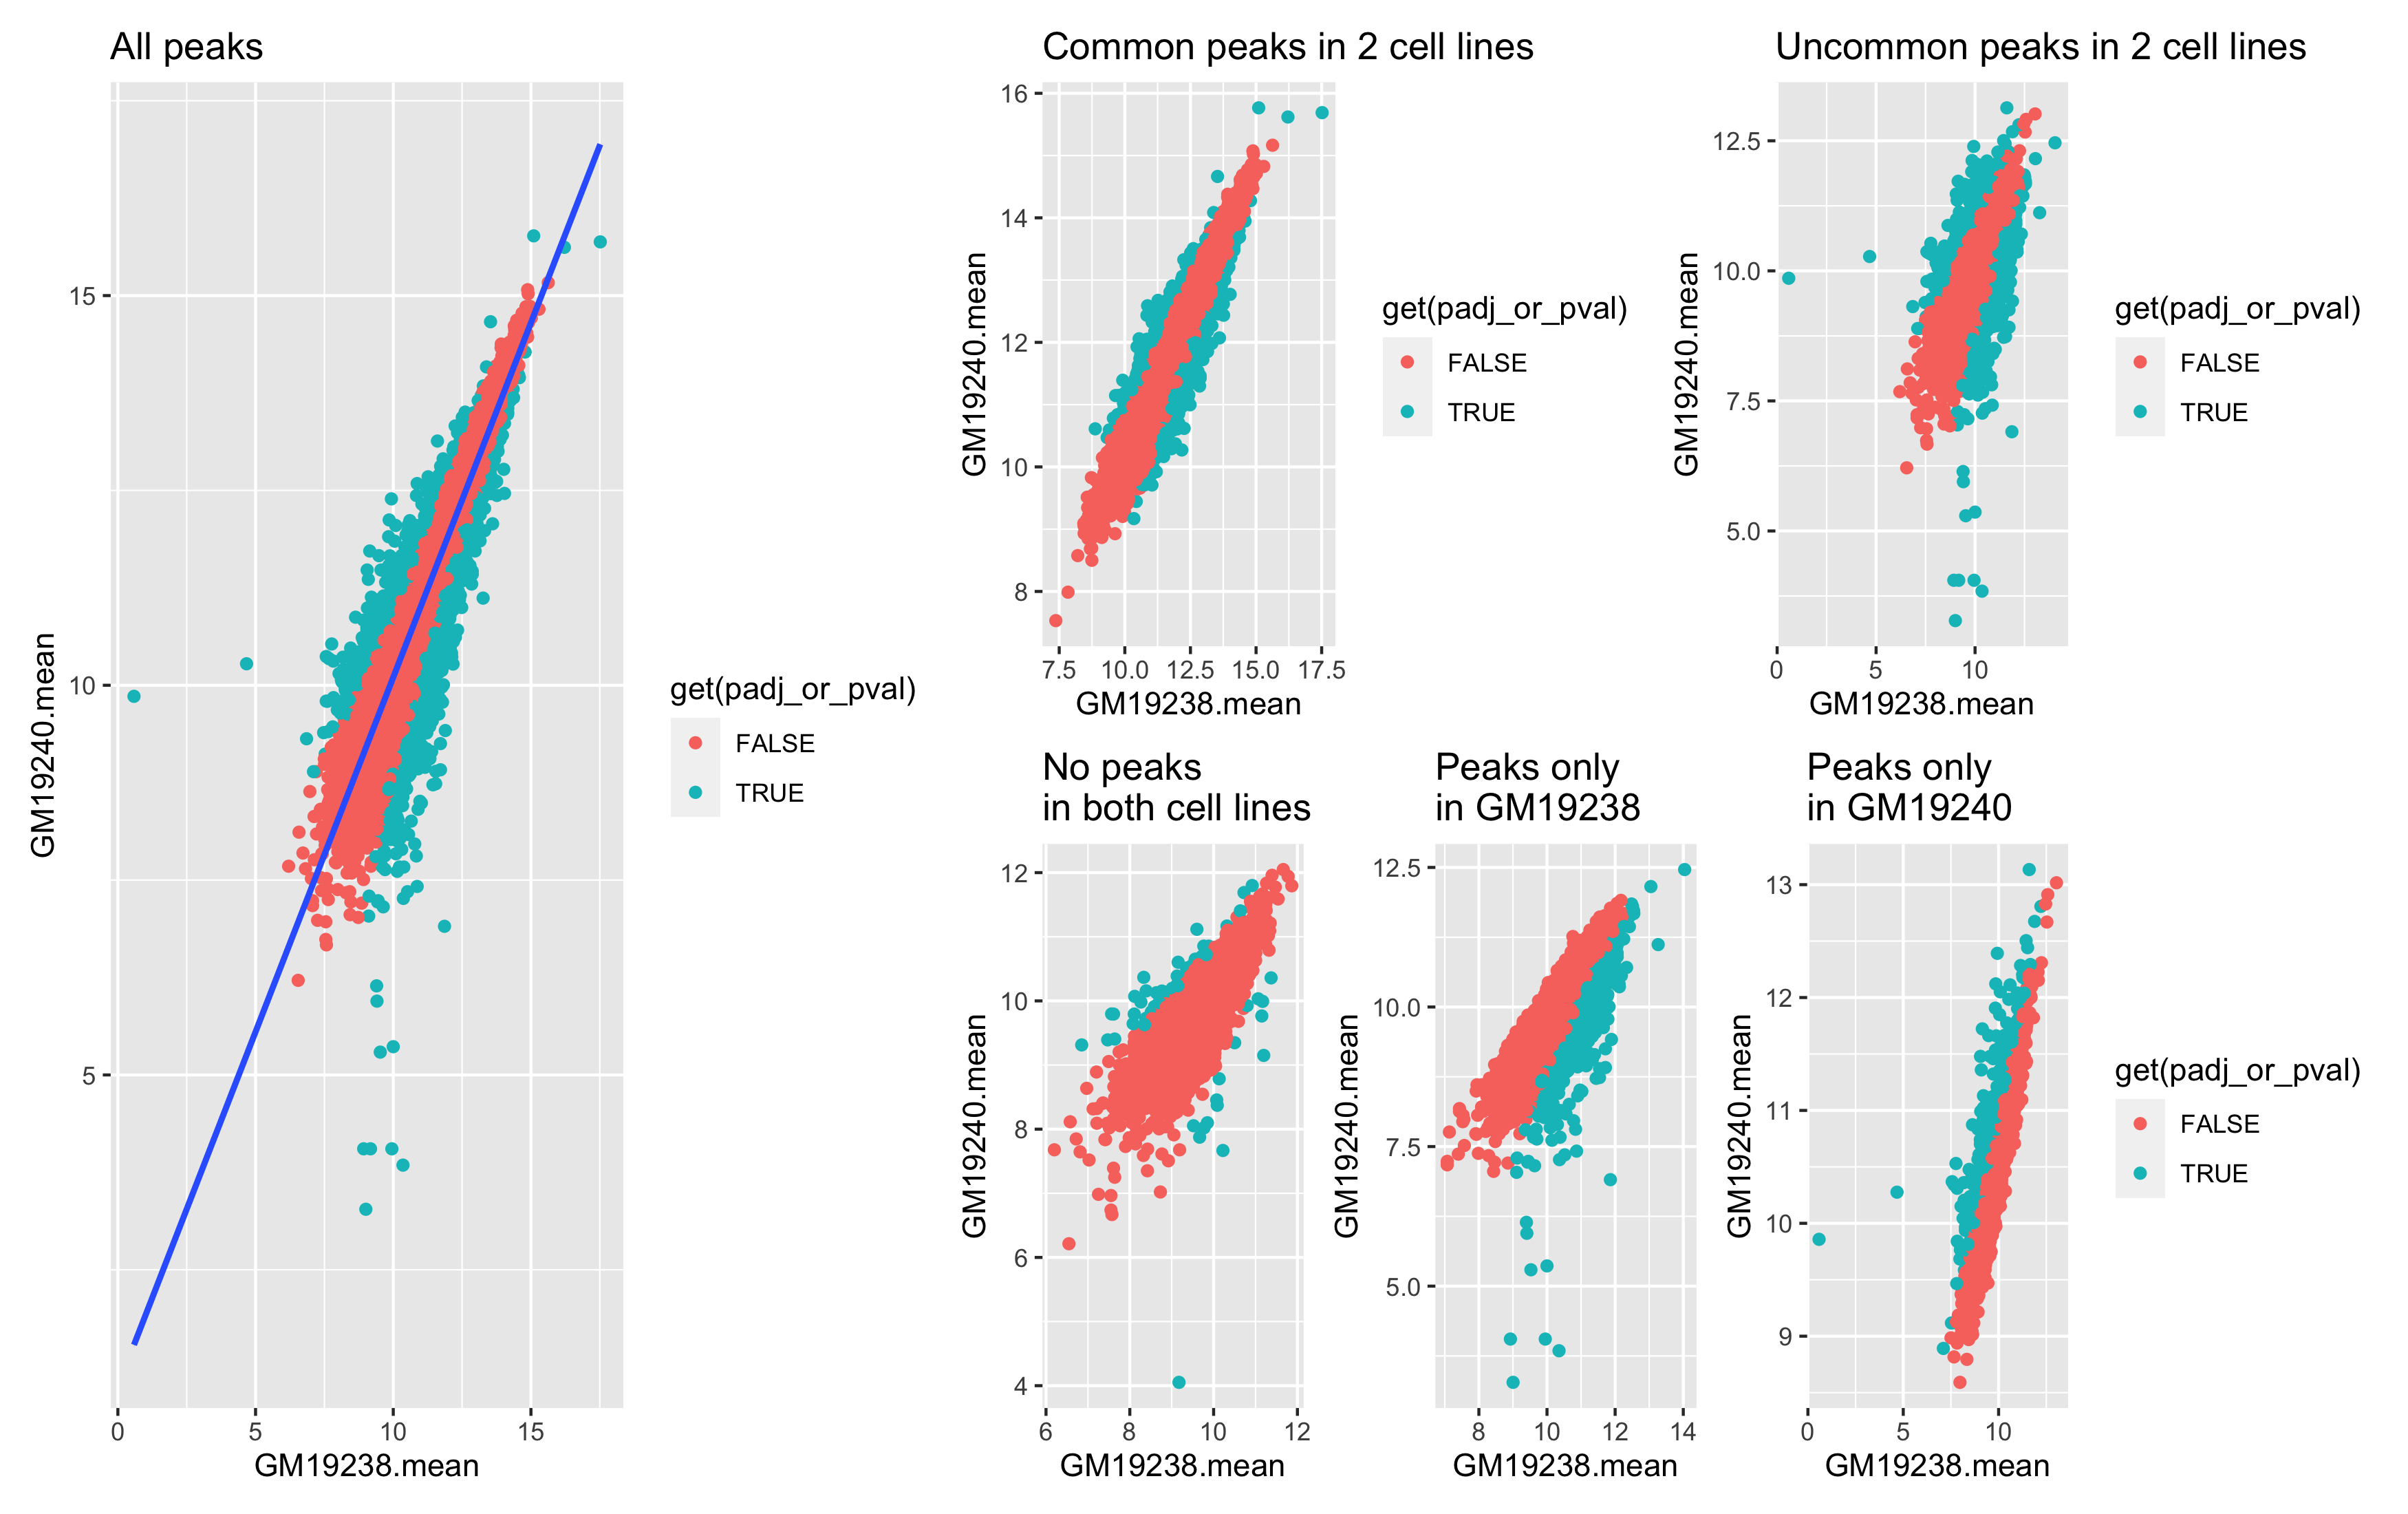 All peaks
15
10
5
0 5 10 15
GM19238.mean
GM19240.mean
get(padj_or_pval)
FALSE
TRUE
Common peaks in 2 cell lines
16
14
12
10
8
7.5 10.0 12.5 15.0 17.5
GM19238.mean
GM19240.mean
get(padj_or_pval)
FALSE
TRUE
Uncommon peaks in 2 cell lines
12.5
10.0
7.5
5.0
0 5 10
GM19238.mean
GM19240.mean
get(padj_or_pval)
FALSE
TRUE
No peaks
in both cell lines
12
10
8
6
4
6 8 10 12
GM19238.mean
GM19240.mean
Peaks only
in GM19238
12.5
10.0
7.5
5.0
8 10 12 14
GM19238.mean
GM19240.mean
Peaks only
in GM19240
13
12
11
10
9
0 5 10
GM19238.mean
GM19240.mean
get(padj_or_pval)
FALSE
TRUE